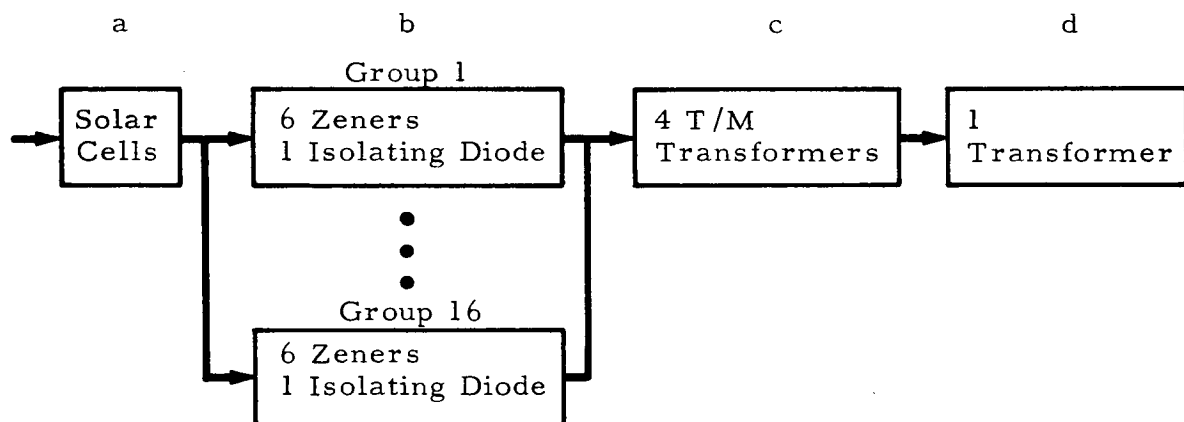 a b c d
Group 1
Solar
Cells
6 Zeners
1 Isolating Diode
4 T/M
Transformers
1
Transformer
Group 16
6 Zeners
1 Isolating Diode